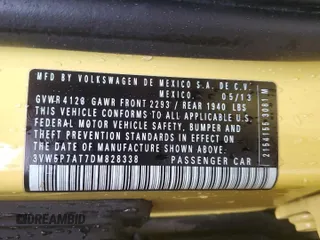 MFD. BY VOLKSWAGEN DE MEXICO S.A. DE C.V.
MEXICO. 05/13
GVWR 4120 GAWR FRONT 2293 / REAR 1940 LBS
THIS VEHICLE CONFORMS TO ALL APPLICABLE
FEDERAL MOTOR VEHICLE SAFETY, BUMPER, AND
THEFT PREVENTION STANDARDS IN EFFECT ON THE
DATE OF MANUFACTURE SHOWN ABOVE.
3VW5P7AT7DM828338 PASSENGER CAR
© IDRIVESAFELY